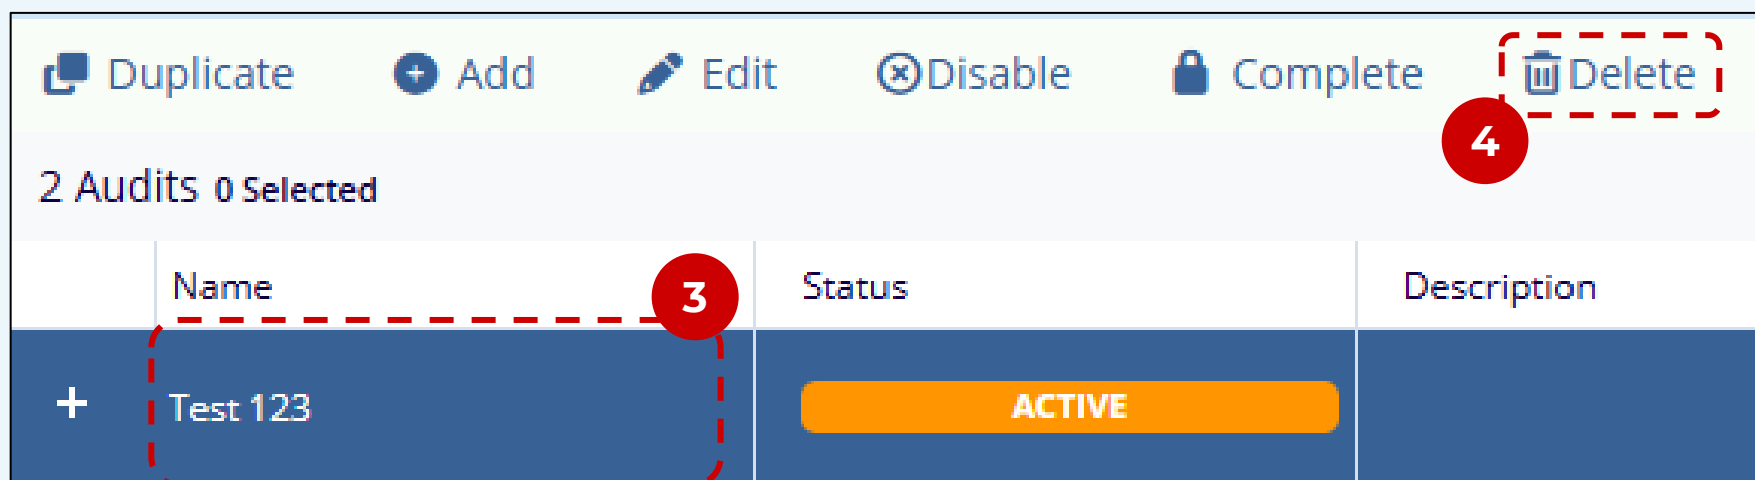 Duplicate Add Edit Disable Complete Delete
4
2 Audits 0 Selected
Name 3 Status Description
+ Test 123 ACTIVE